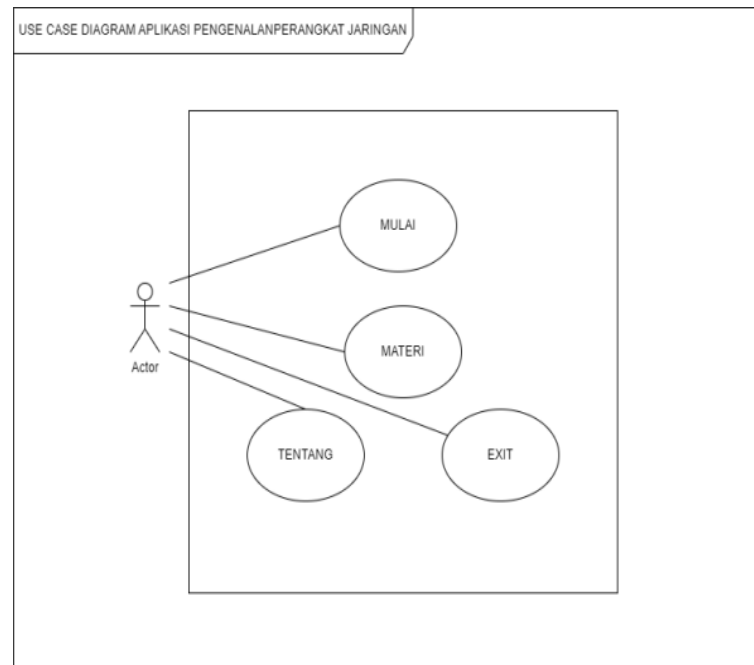 USE CASE DIAGRAM APLIKASI PENGENALANPERANGKAT JARINGAN
MULAI
MATERI
Actor
TENTANG
EXIT